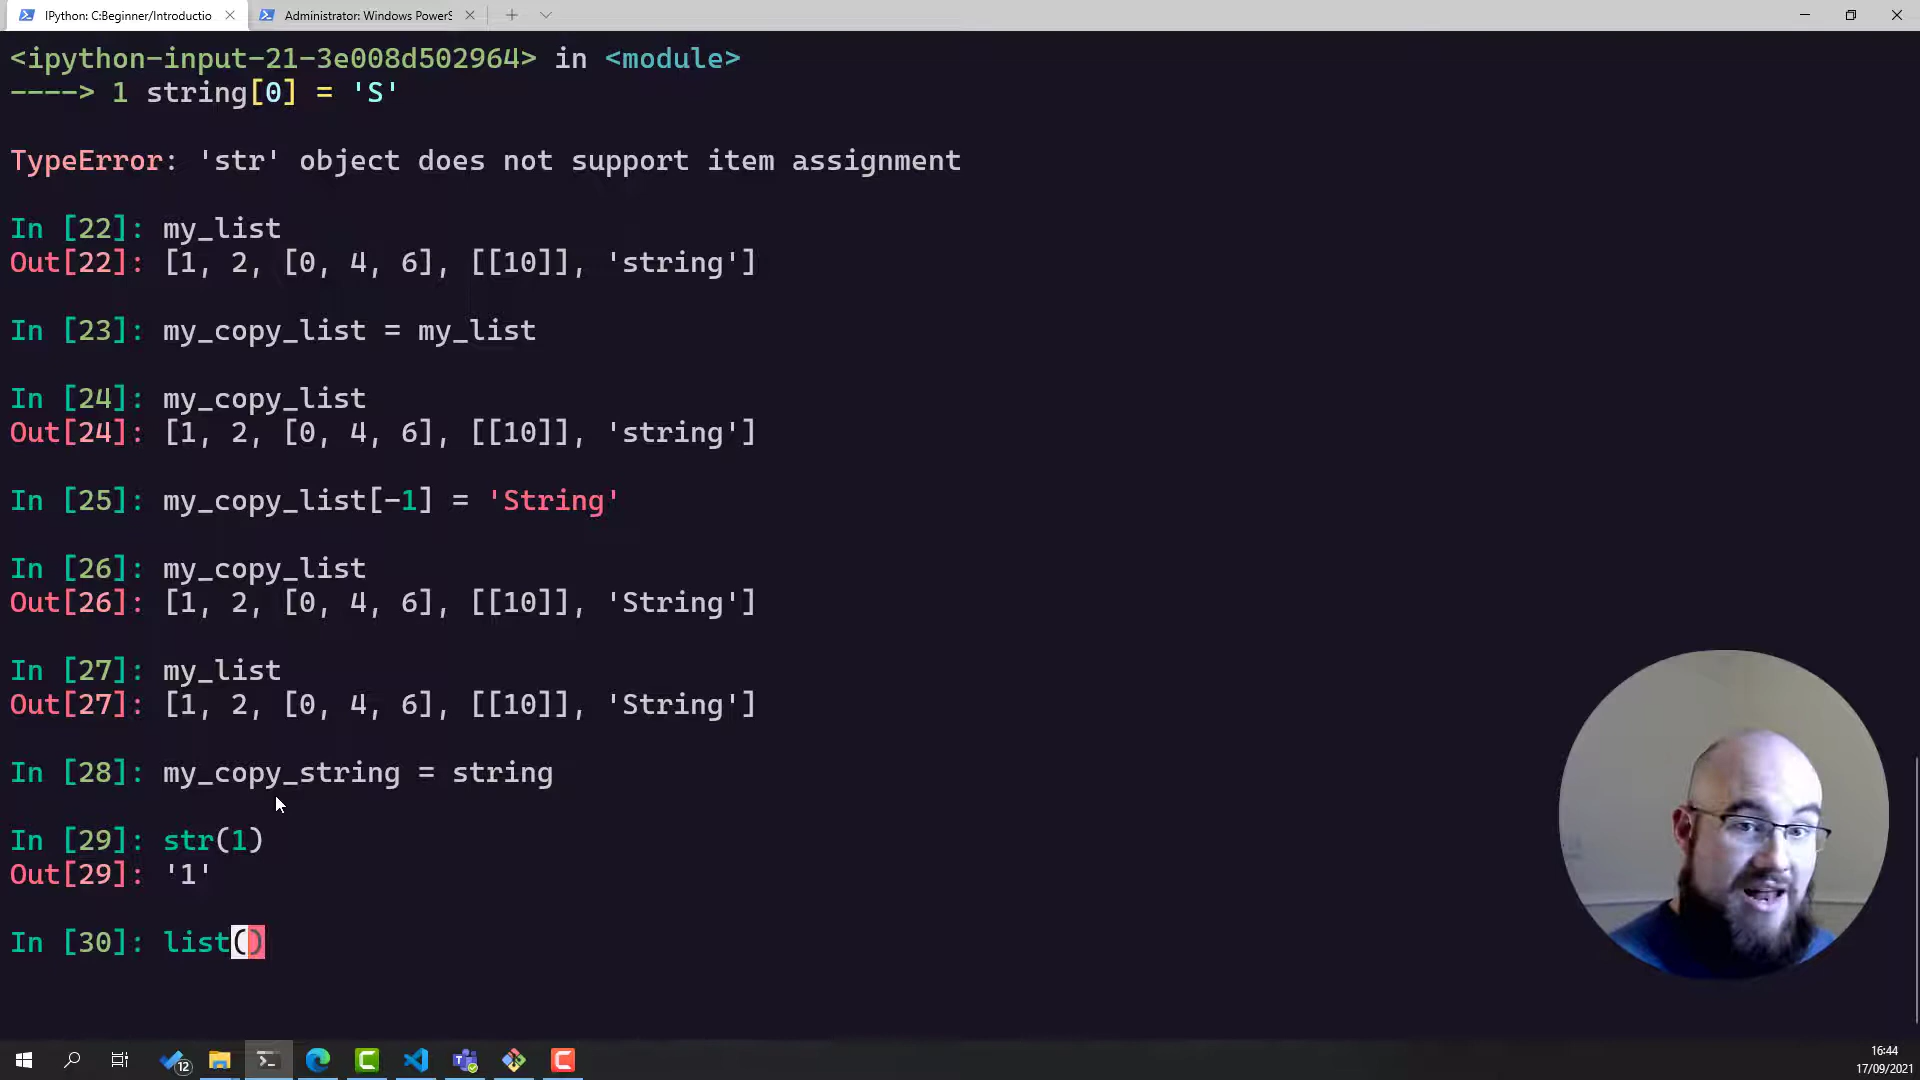 IPython: C:Beginner/Introductio
Administrator: Windows PowerS
<ipython-input-21-3e008d502964> in <module>
----> 1 string[0] = 'S'
TypeError: 'str' object does not support item assignment
In [22]: my_list
Out[22]: [1, 2, [0, 4, 6], [[10]], 'string']
In [23]: my_copy_list = my_list
In [24]: my_copy_list
Out[24]: [1, 2, [0, 4, 6], [[10]], 'string']
In [25]: my_copy_list[-1] = 'String'
In [26]: my_copy_list
Out[26]: [1, 2, [0, 4, 6], [[10]], 'String']
In [27]: my_list
Out[27]: [1, 2, [0, 4, 6], [[10]], 'String']
In [28]: my_copy_string = string
In [29]: str(1)
Out[29]: '1'
In [30]: list()
12
16:44
17/09/2021